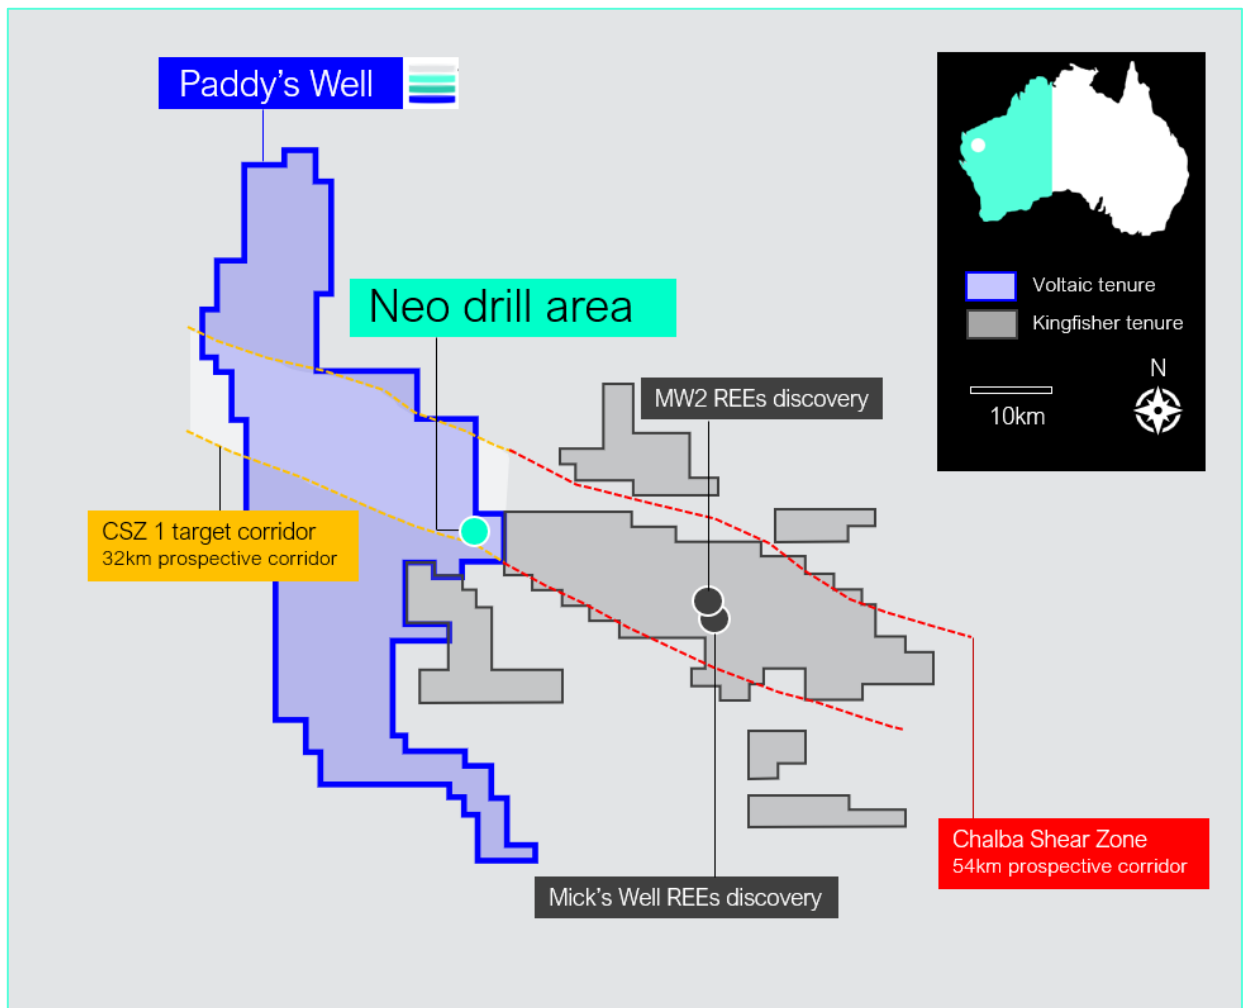 Paddy's Well
Neo drill area
MW2 REEs discovery
CSZ 1 target corridor
32km prospective corridor
Mick's Well REEs discovery
Chalba Shear Zone
54km prospective corridor
Voltaic tenure
Kingfisher tenure
10km
N